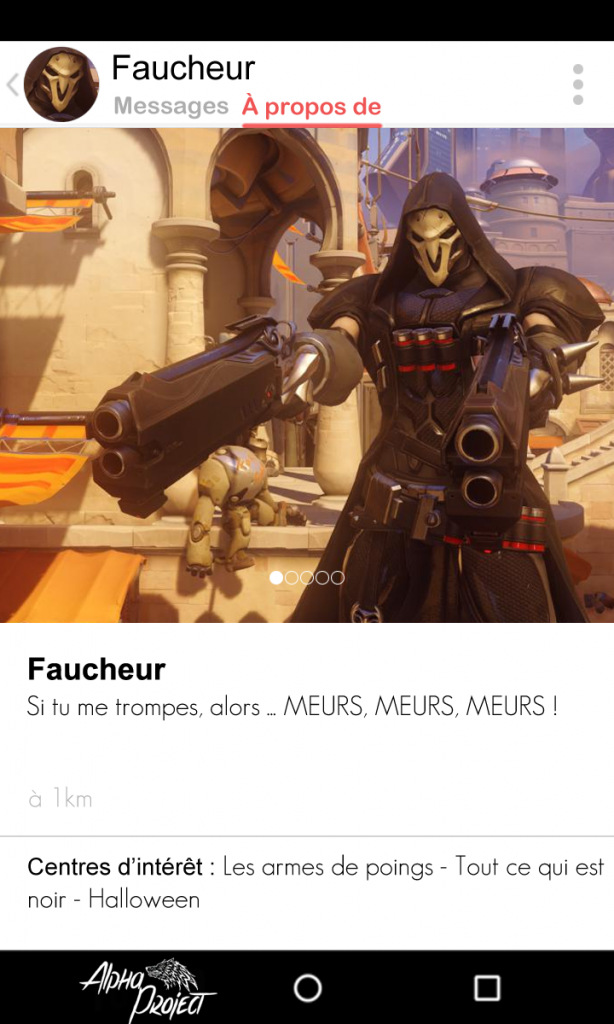 Faucheur
Messages À propos de
Faucheur
Si tu me trompes, alors ... MEURS, MEURS, MEURS !
à 1km
Centres d'intérêt : Les armes de poings - Tout ce qui est
noir - Halloween
Alpha
Project